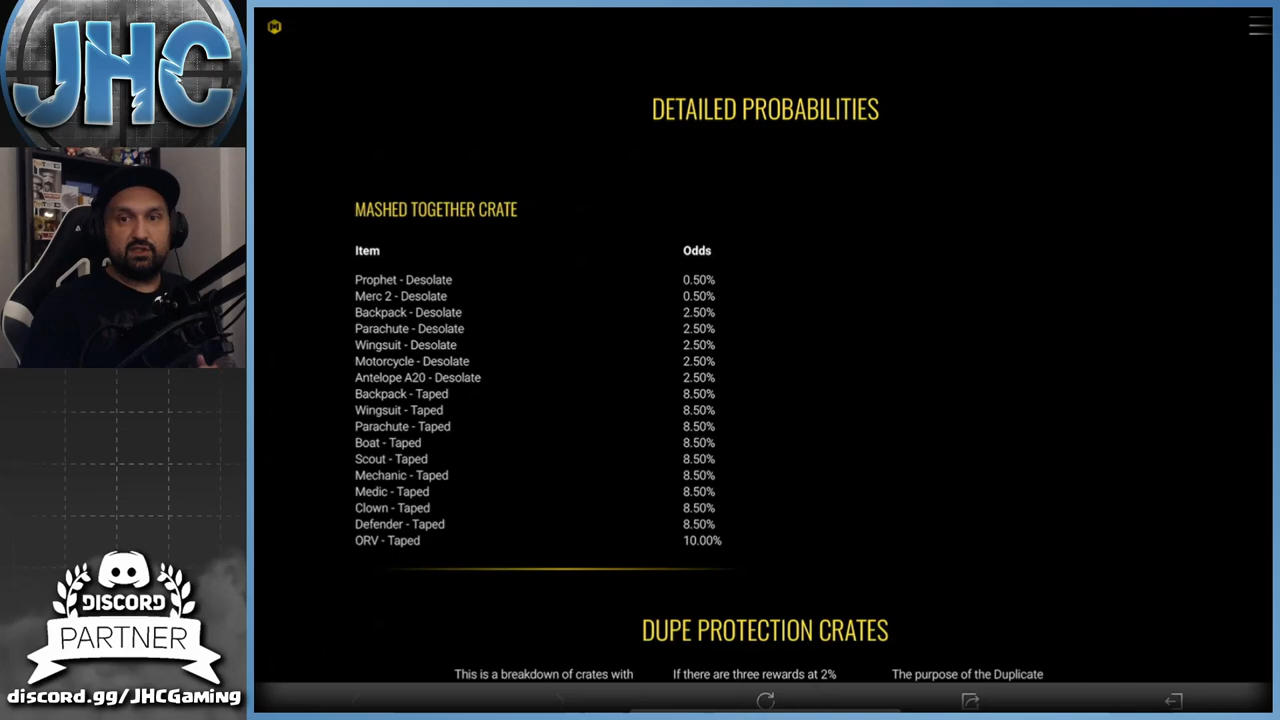 JHC
DETAILED PROBABILITIES
MASHED TOGETHER CRATE
Item Odds
Prophet - Desolate 0.50%
Merc 2 - Desolate 0.50%
Backpack - Desolate 2.50%
Parachute - Desolate 2.50%
Wingsuit - Desolate 2.50%
Motorcycle - Desolate 2.50%
Antelope A20 - Desolate 2.50%
Backpack - Taped 8.50%
Wingsuit - Taped 8.50%
Parachute - Taped 8.50%
Boat - Taped 8.50%
Scout - Taped 8.50%
Mechanic - Taped 8.50%
Medic - Taped 8.50%
Clown - Taped 8.50%
Defender - Taped 8.50%
ORV - Taped 10.00%
DUPE PROTECTION CRATES
This is a breakdown of crates with If there are three rewards at 2% The purpose of the Duplicate
DISCORD
PARTNER
discord.gg/JHCGaming